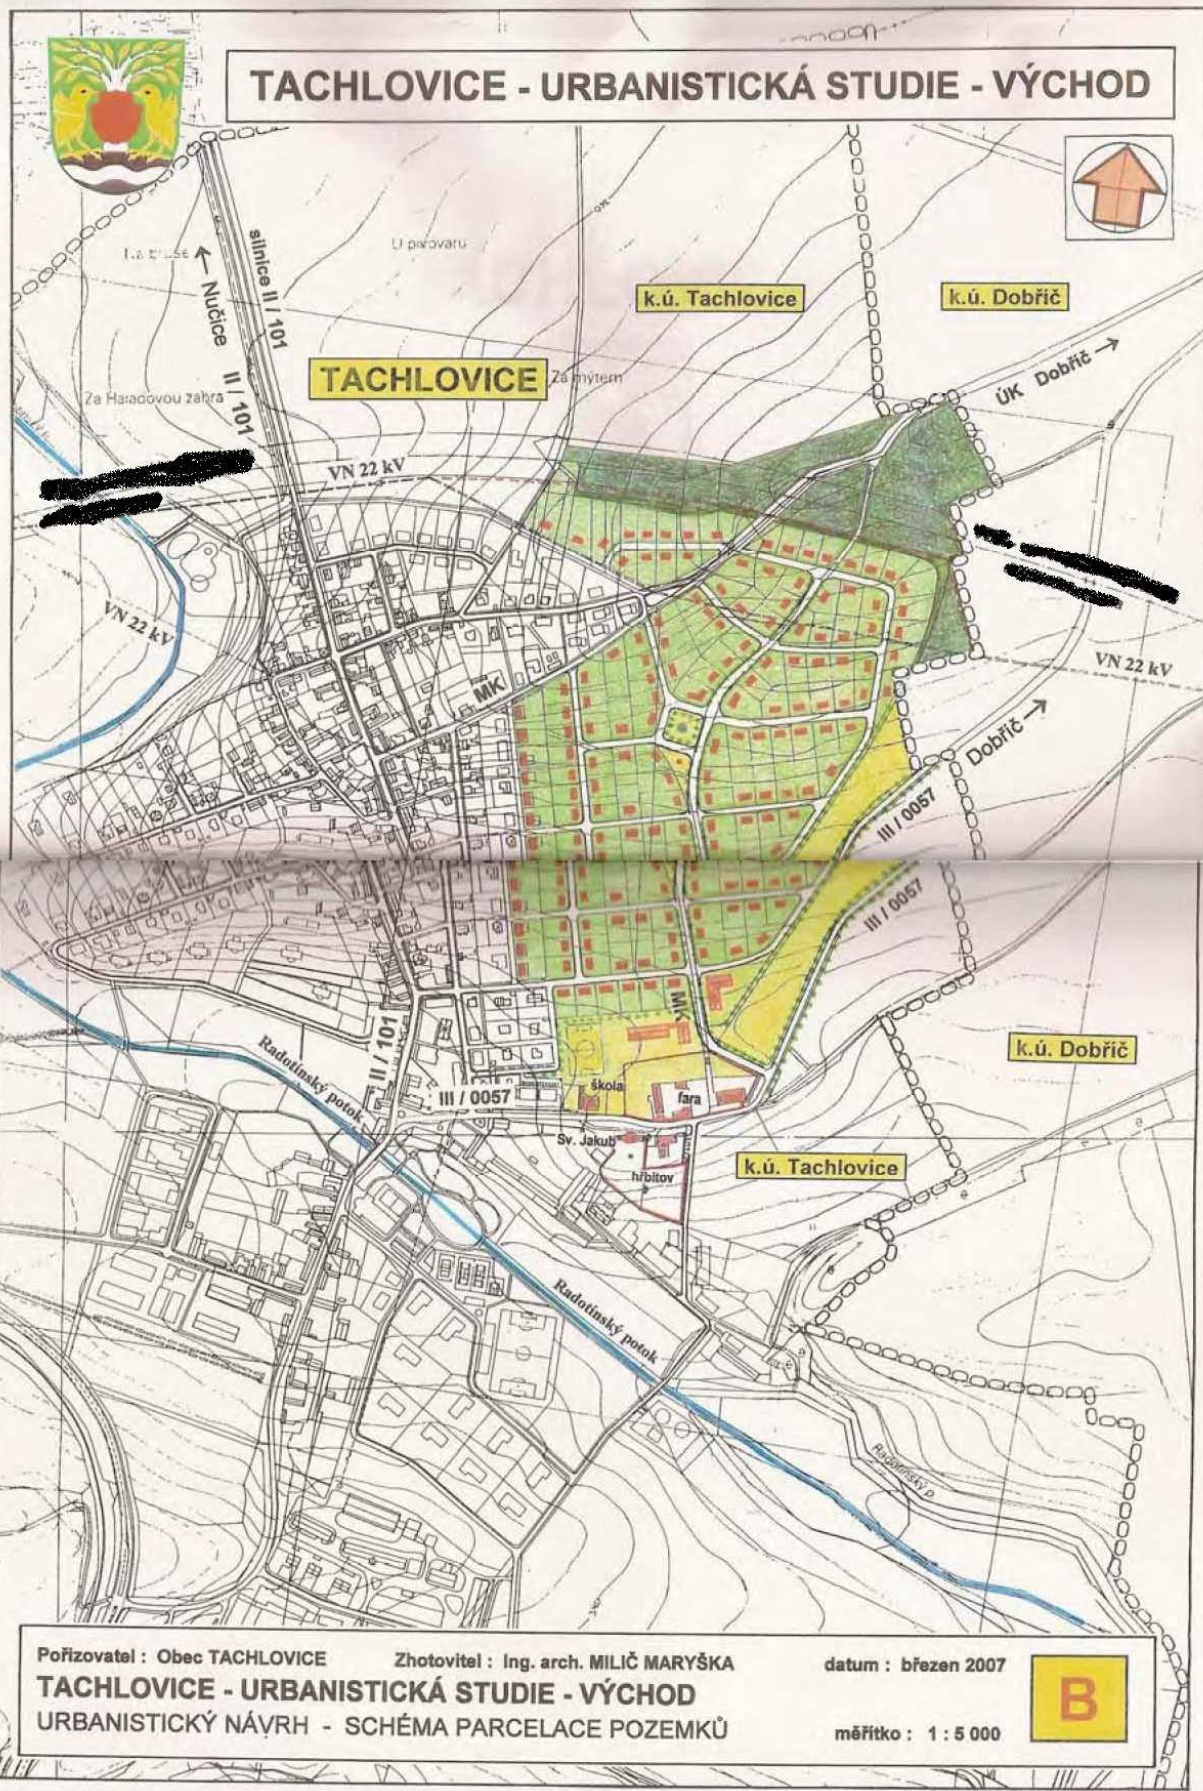 TACHLOVICE - URBANISTICKÁ STUDIE - VÝCHOD
silnice II / 101
Nučice
II / 101
U pivovaru
k.ú. Tachlovice
k.ú. Dobříč
TACHLOVICE
Za mýtem
ÚK Dobříč
Za
VN 22 kV
VN 22 kV
VN 22 kV
MK
Dobříč
III / 0057
III / 0057
MK
II / 101
Radotínský potok
III / 0057
škola
fara
k.ú. Dobříč
Sv. Jakub
hřbitov
k.ú. Tachlovice
Radotínský potok
Radotínský p.
Pořizovatel : Obec TACHLOVICE
Zhotovitel : Ing. arch. MILIČ MARYŠKA
datum : březen 2007
TACHLOVICE - URBANISTICKÁ STUDIE - VÝCHOD
B
URBANISTICKÝ NÁVRH - SCHÉMA PARCELACE POZEMKŮ
měřítko : 1 : 5 000